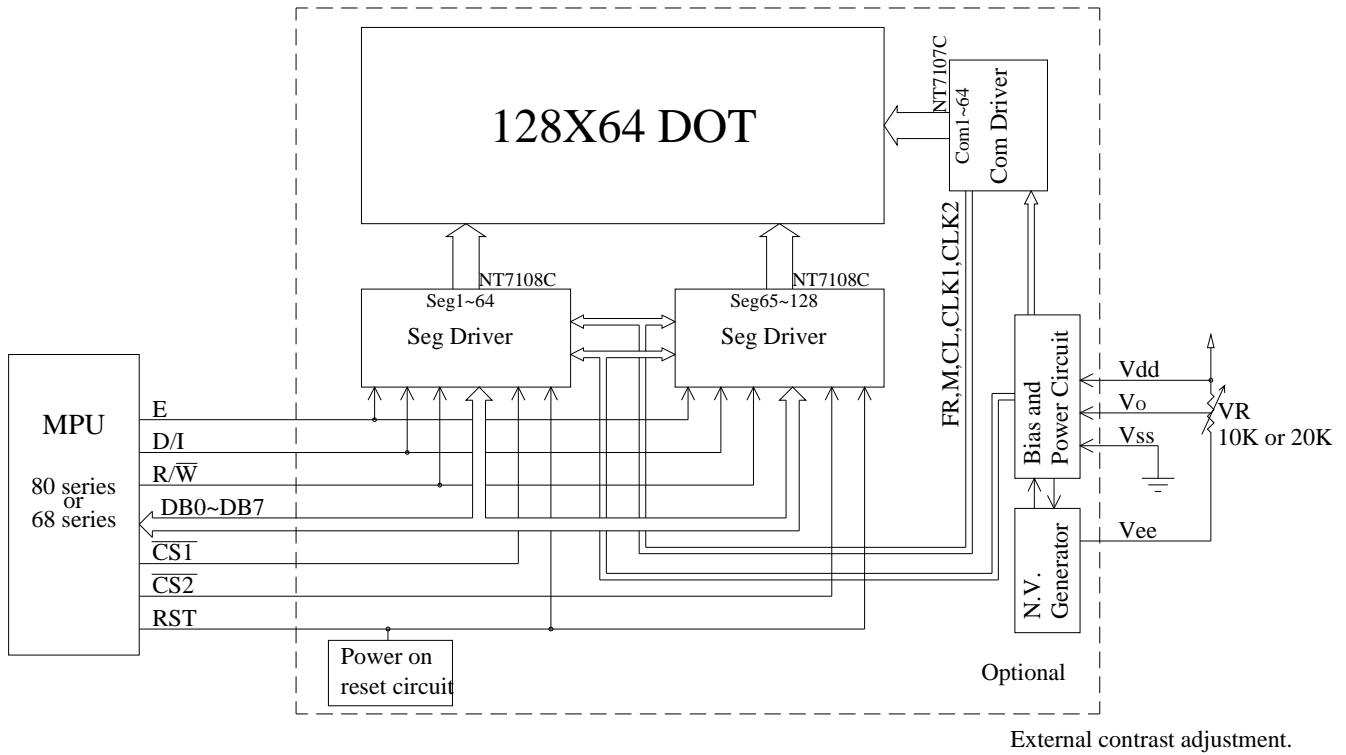 128X64 DOT
NT7107C
Com1~64
Com Driver
FR,M,CL,CLK1,CLK2
NT7108C
Seg1~64
Seg Driver
NT7108C
Seg65~128
Seg Driver
MPU
80 series
or
68 series
E
D/I
R/W̅
DB0~DB7
C̅S̅1̅
C̅S̅2̅
RST
Power on
reset circuit
Bias and
Power Circuit
N.V.
Generator
Vdd
Vo
Vss
Vee
VR
10K or 20K
Optional
External contrast adjustment.